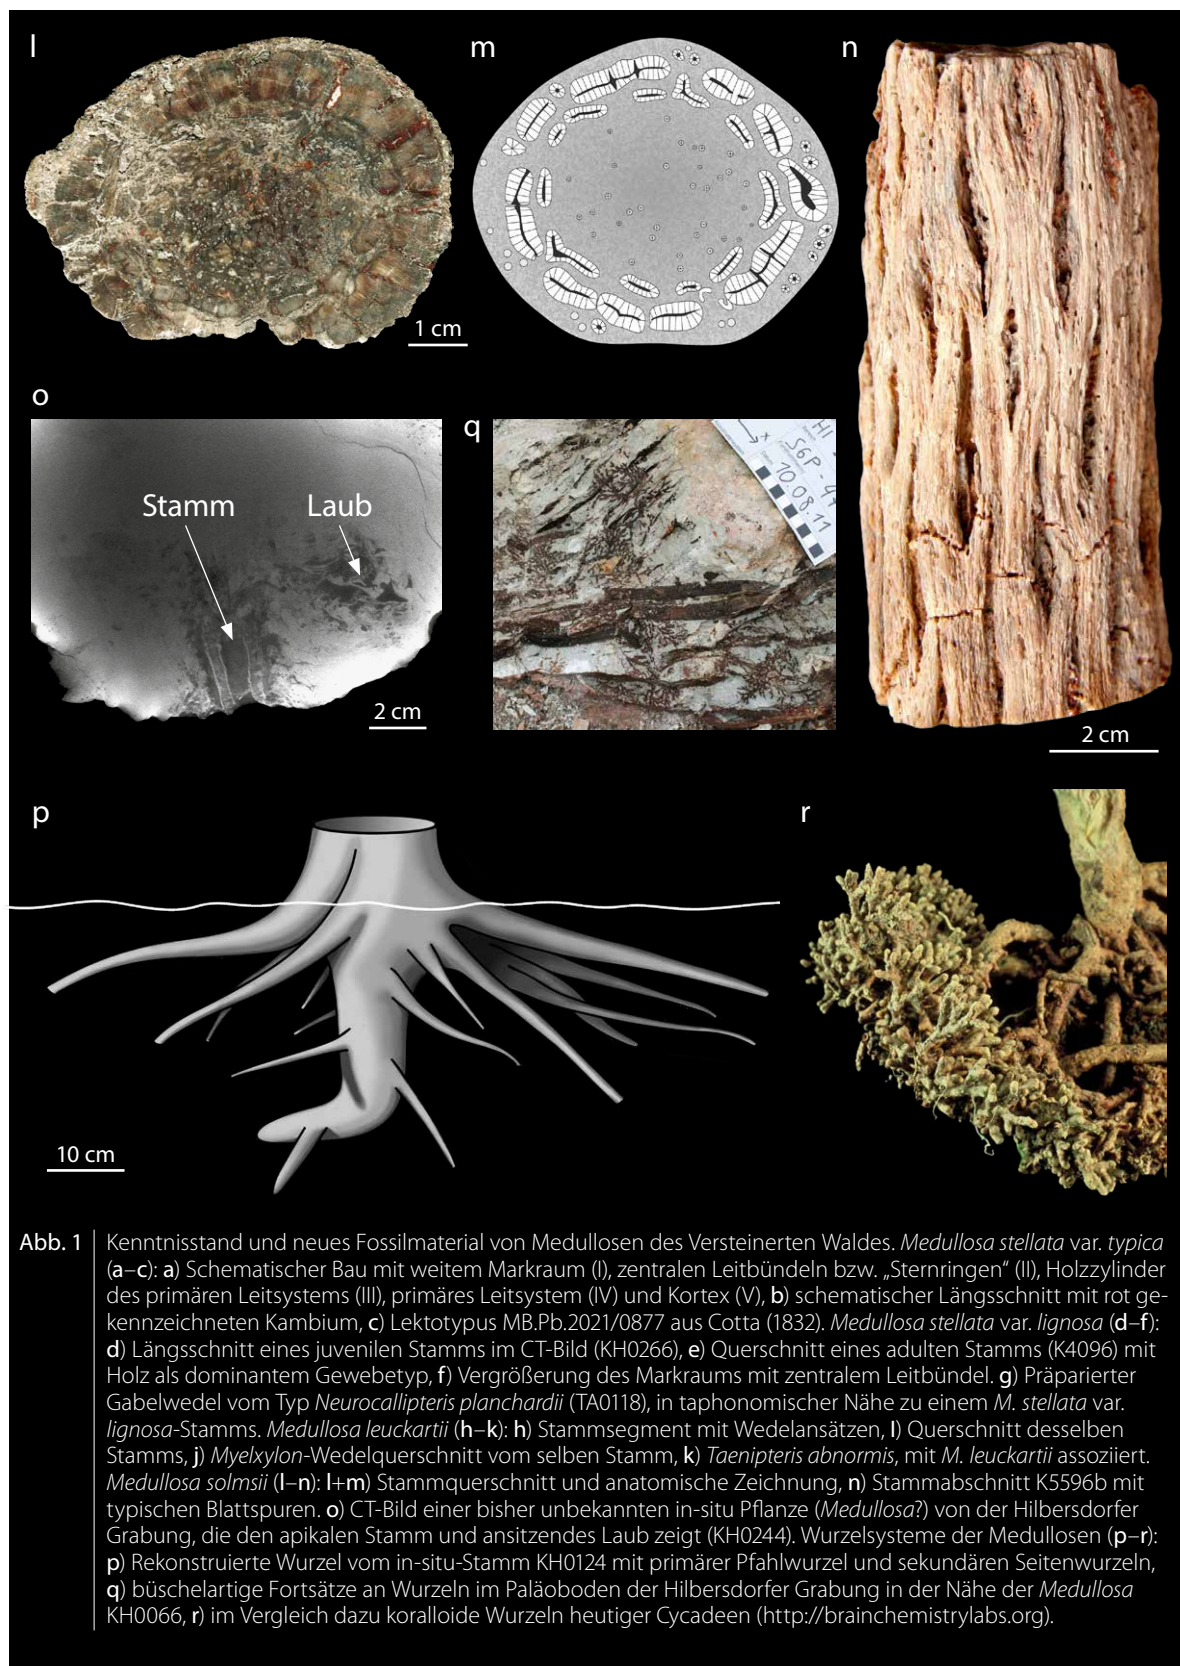 l
m
n
1 cm
o
q
Stamm
Laub
S6P-4
10.08.11
2 cm
2 cm
p
r
10 cm
Abb. 1
Kenntnisstand und neues Fossilmaterial von Medullosen des Versteinerten Waldes. Medullosa stellata var. typica
(a–c): a) Schematischer Bau mit weitem Markraum (I), zentralen Leitbündeln bzw. „Sternringen“ (II), Holzzylinder
des primären Leitsystems (III), primäres Leitsystem (IV) und Kortex (V), b) schematischer Längsschnitt mit rot ge-
kennzeichneten Kambium, c) Lektotypus MB.Pb.2021/0877 aus Cotta (1832). Medullosa stellata var. lignosa (d–f):
d) Längsschnitt eines juvenilen Stamms im CT-Bild (KH0266), e) Querschnitt eines adulten Stamms (K4096) mit
Holz als dominantem Gewebetyp, f) Vergrößerung des Markraums mit zentralem Leitbündel. g) Präparierter
Gabelwedel vom Typ Neurocallipteris planchardii (TA0118), in taphonomischer Nähe zu einem M. stellata var.
lignosa-Stamms. Medullosa leuckartii (h–k): h) Stammsegment mit Wedelansätzen, l) Querschnitt desselben
Stamms, j) Myelxylon-Wedelquerschnitt vom selben Stamm, k) Taenipteris abnormis, mit M. leuckartii assoziiert.
Medullosa solmsii (l–n): l+m) Stammquerschnitt und anatomische Zeichnung, n) Stammabschnitt K5596b mit
typischen Blattspuren. o) CT-Bild einer bisher unbekannten in-situ Pflanze (Medullosa?) von der Hilbersdorfer
Grabung, die den apikalen Stamm und ansitzendes Laub zeigt (KH0244). Wurzelsysteme der Medullosen (p–r):
p) Rekonstruierte Wurzel vom in-situ-Stamm KH0124 mit primärer Pfahlwurzel und sekundären Seitenwurzeln,
q) büschelartige Fortsätze an Wurzeln im Paläoboden der Hilbersdorfer Grabung in der Nähe der Medullosa
KH0066, r) im Vergleich dazu koralloide Wurzeln heutiger Cycadeen (http://brainchemistrylabs.org).